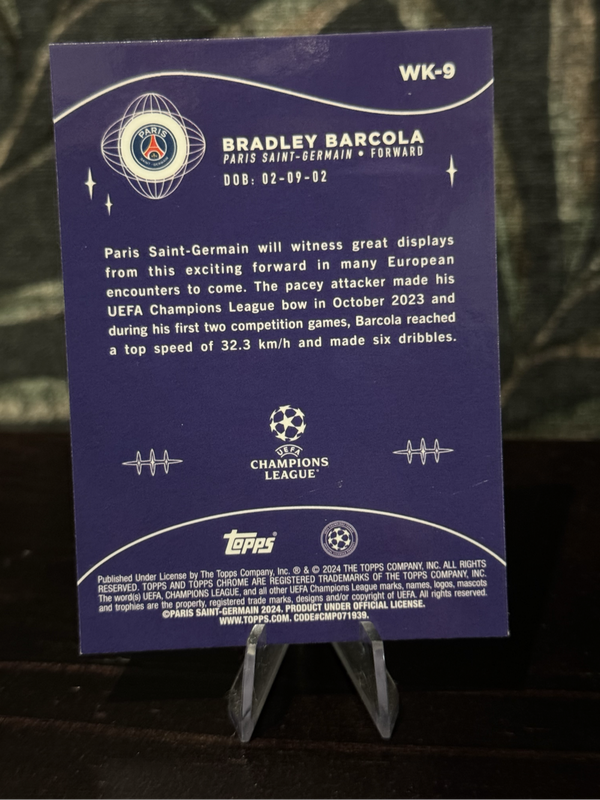 WK-9
PARIS
SAINT-GERMAIN
BRADLEY BARCOLA
PARIS SAINT-GERMAIN • FORWARD
DOB: 02-09-02
Paris Saint-Germain will witness great displays
from this exciting forward in many European
encounters to come. The pacey attacker made his
UEFA Champions League bow in October 2023 and
during his first two competition games, Barcola reached
a top speed of 32.3 km/h and made six dribbles.
UEFA
CHAMPIONS
LEAGUE
topps
Published Under License by The Topps Company, Inc. ® & © 2024 THE TOPPS COMPANY, INC. ALL RIGHTS
RESERVED. TOPPS AND TOPPS CHROME ARE REGISTERED TRADEMARKS OF THE TOPPS COMPANY, INC.
The word(s) UEFA, CHAMPIONS LEAGUE, and all other UEFA Champions League marks, names, logos, mascots
and trophies are the property, registered trade marks, designs and/or copyright of UEFA. All rights reserved.
©PARIS SAINT-GERMAIN 2024. PRODUCT UNDER OFFICIAL LICENSE.
WWW.TOPPS.COM. CODE#CMP071939.